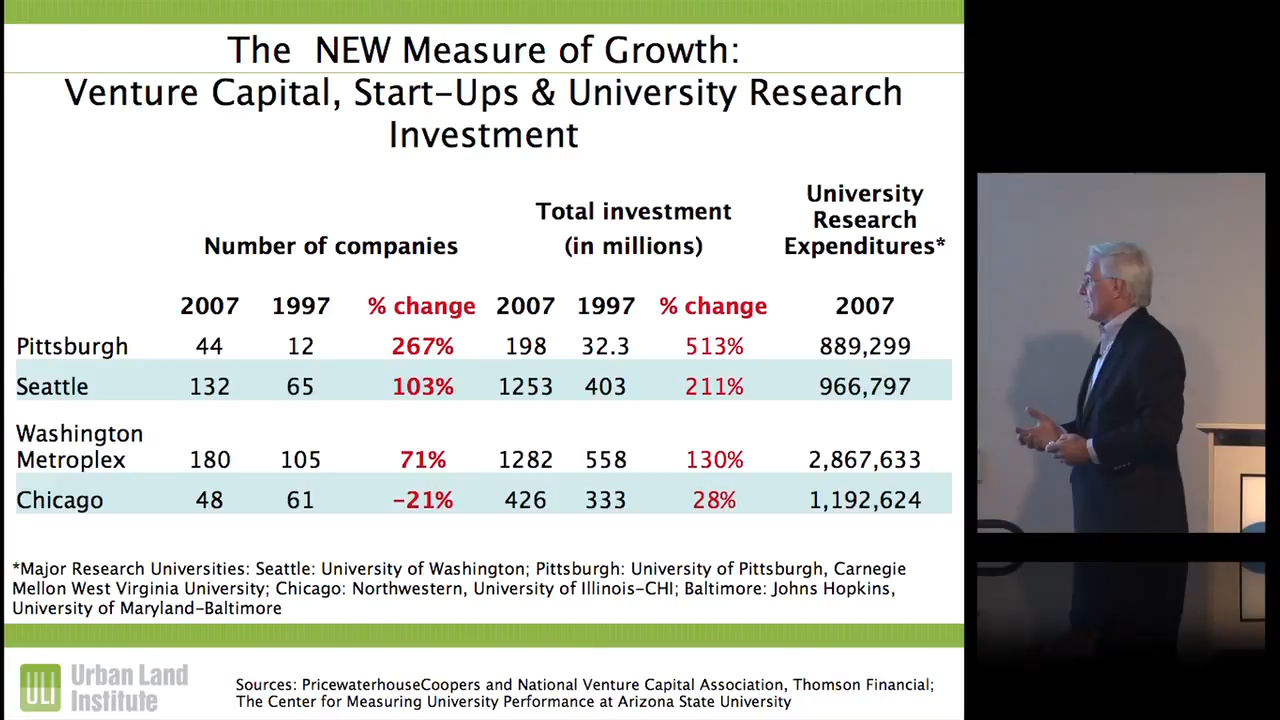 The NEW Measure of Growth:
Venture Capital, Start-Ups & University Research
Investment
Number of companies
Total investment
(in millions)
University
Research
Expenditures*
2007 1997 % change 2007 1997 % change 2007
Pittsburgh 44 12 267% 198 32.3 513% 889,299
Seattle 132 65 103% 1253 403 211% 966,797
Washington
Metroplex 180 105 71% 1282 558 130% 2,867,633
Chicago 48 61 -21% 426 333 28% 1,192,624
*Major Research Universities: Seattle: University of Washington; Pittsburgh: University of Pittsburgh, Carnegie
Mellon West Virginia University; Chicago: Northwestern, University of Illinois-CHI; Baltimore: Johns Hopkins,
University of Maryland-Baltimore
ULI Urban Land
Institute
Sources: PricewaterhouseCoopers and National Venture Capital Association, Thomson Financial;
The Center for Measuring University Performance at Arizona State University